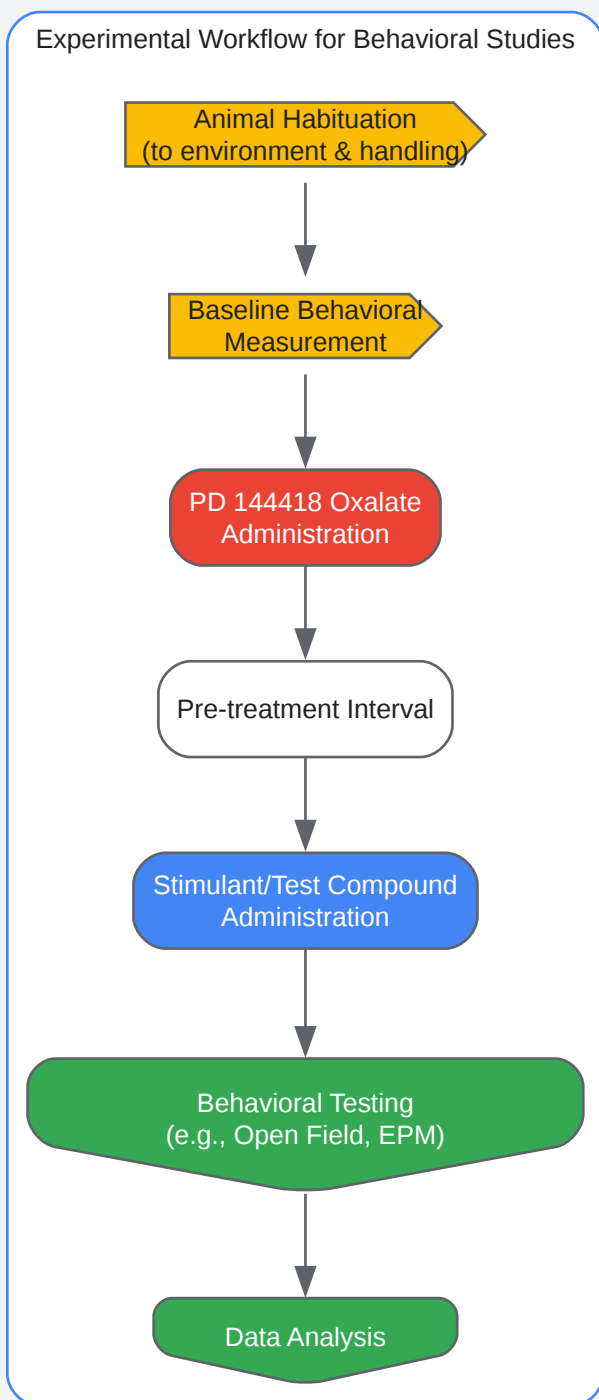 Experimental Workflow for Behavioral Studies
Animal Habituation
(to environment & handling)
Baseline Behavioral
Measurement
PD 144418 Oxalate
Administration
Pre-treatment Interval
Stimulant/Test Compound
Administration
Behavioral Testing
(e.g., Open Field, EPM)
Data Analysis